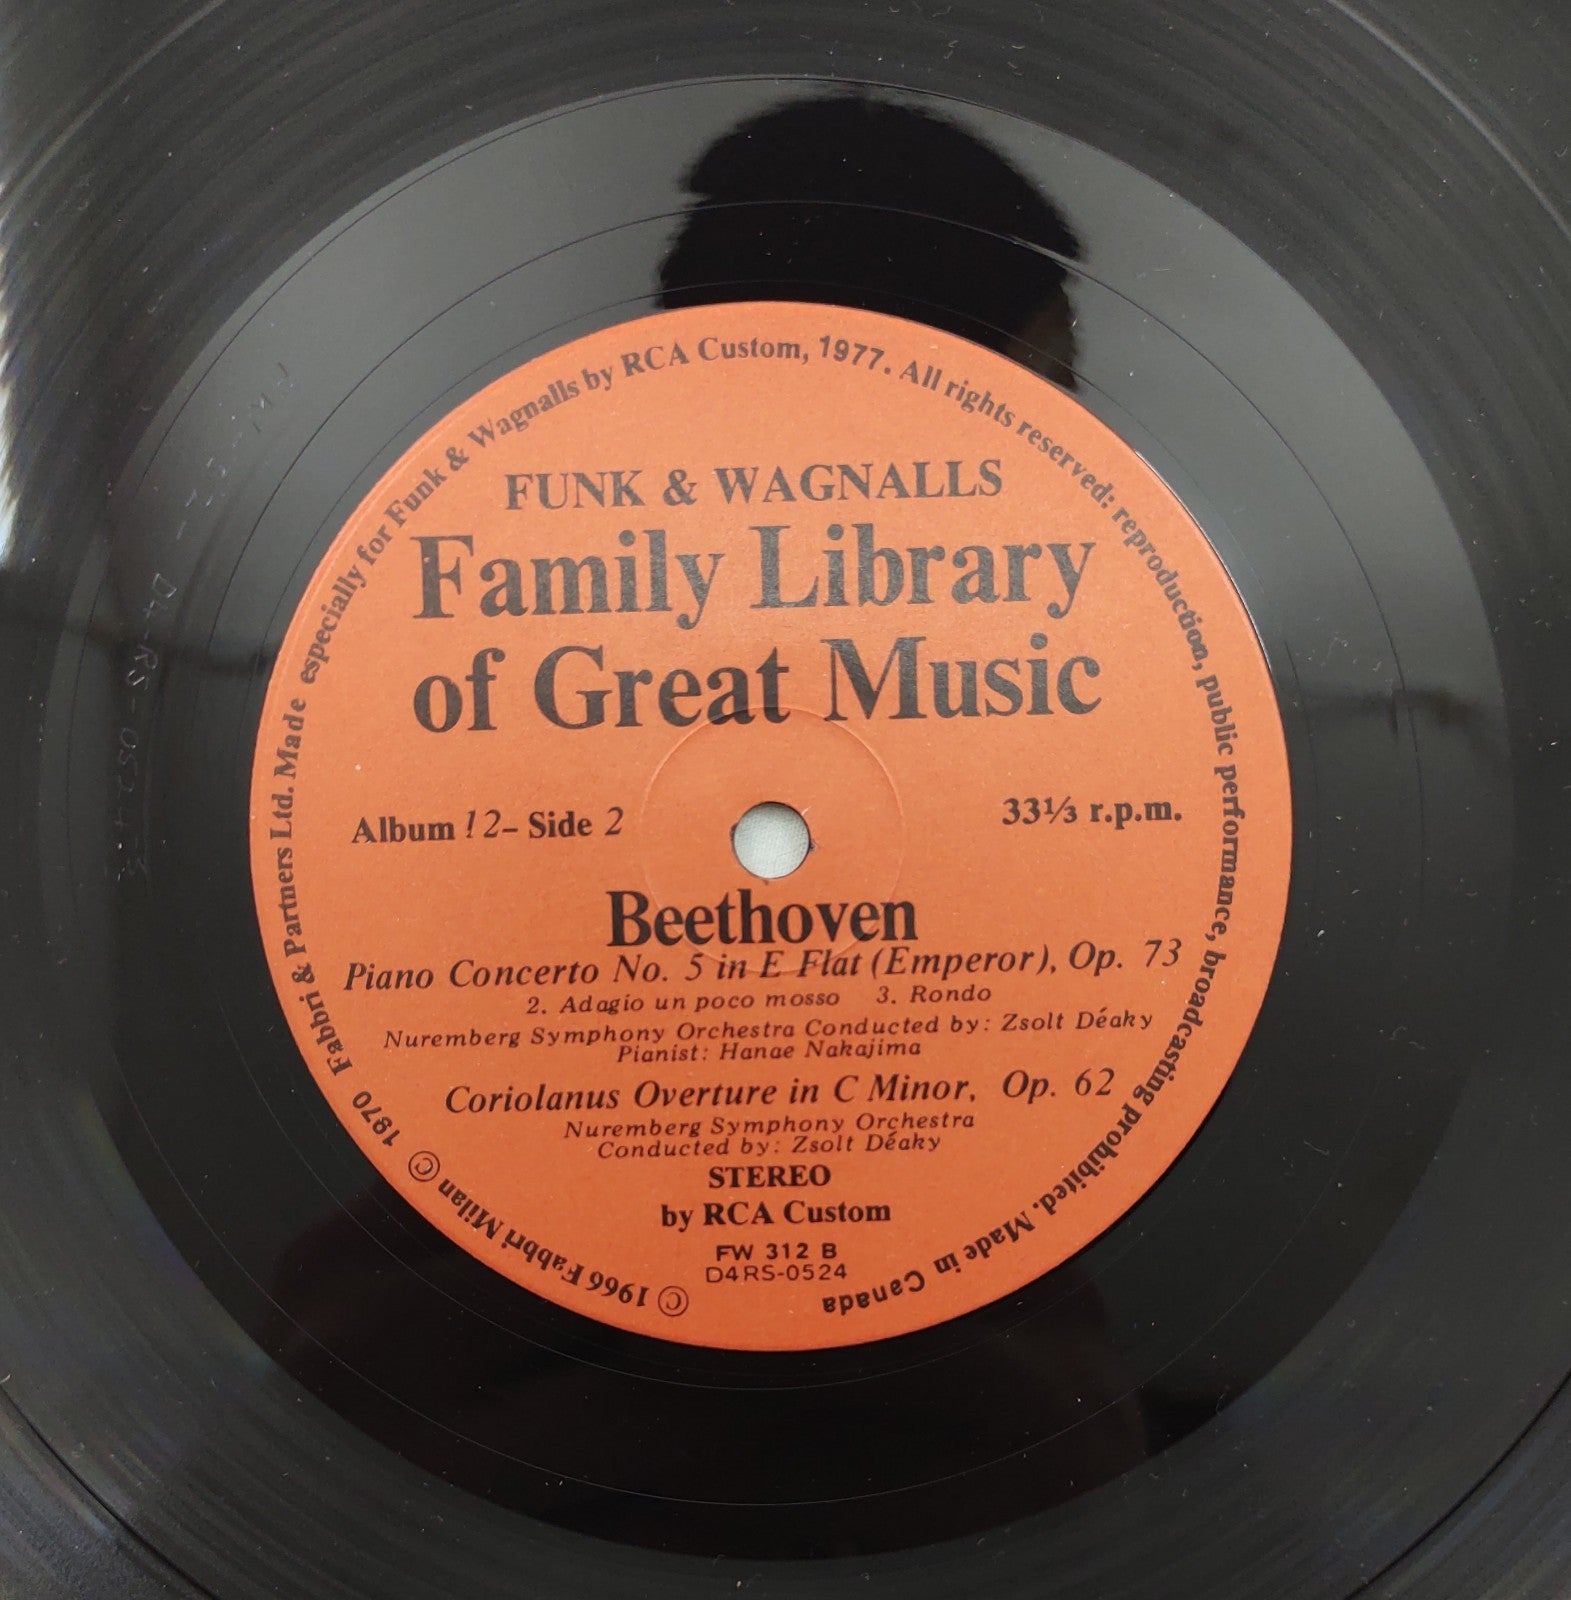 © 1966 Fabbri Milan © 1970 Fabbri & Partners Ltd. Made especially for Funk & Wagnalls by RCA Custom, 1977. All rights reserved: reproduction, public performance, broadcasting prohibited. Made in Canada
FUNK & WAGNALLS
Family Library
of Great Music
Album 12– Side 2
33⅓ r.p.m.
Beethoven
Piano Concerto No. 5 in E Flat (Emperor), Op. 73
2. Adagio un poco mosso 3. Rondo
Nuremberg Symphony Orchestra Conducted by: Zsolt Déaky
Pianist: Hanae Nakajima
Coriolanus Overture in C Minor, Op. 62
Nuremberg Symphony Orchestra
Conducted by: Zsolt Déaky
STEREO
by RCA Custom
FW 312 B
D4RS-0524